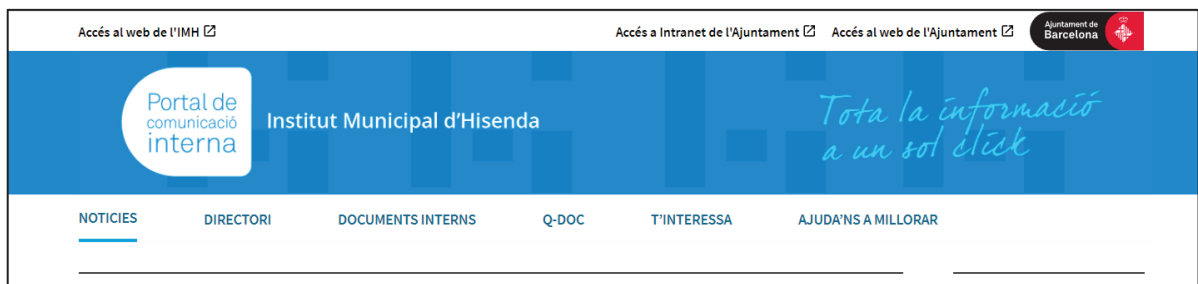 Accés al web de l'IMH
Accés a Intranet de l'Ajuntament
Accés al web de l'Ajuntament
Ajuntament de
Barcelona
Portal de
comunicació
interna
Institut Municipal d'Hisenda
Tota la informació
a un sol click
NOTICIES
DIRECTORI
DOCUMENTS INTERNS
Q-DOC
T'INTERESSA
AJUDA'NS A MILLORAR